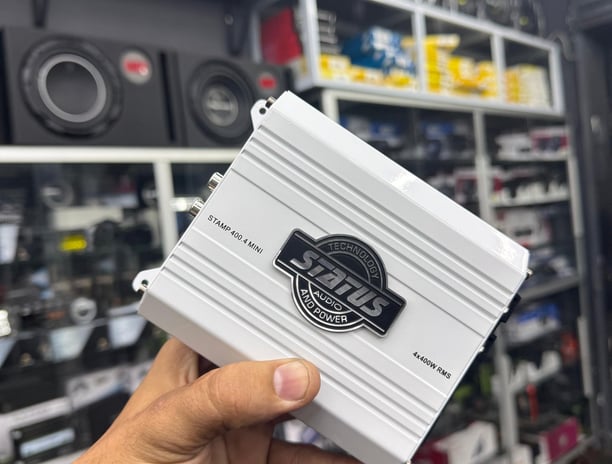 STAMP 400.4 MINI
TECHNOLOGY
STATUS
AUDIO
AND POWER
4x400W RMS